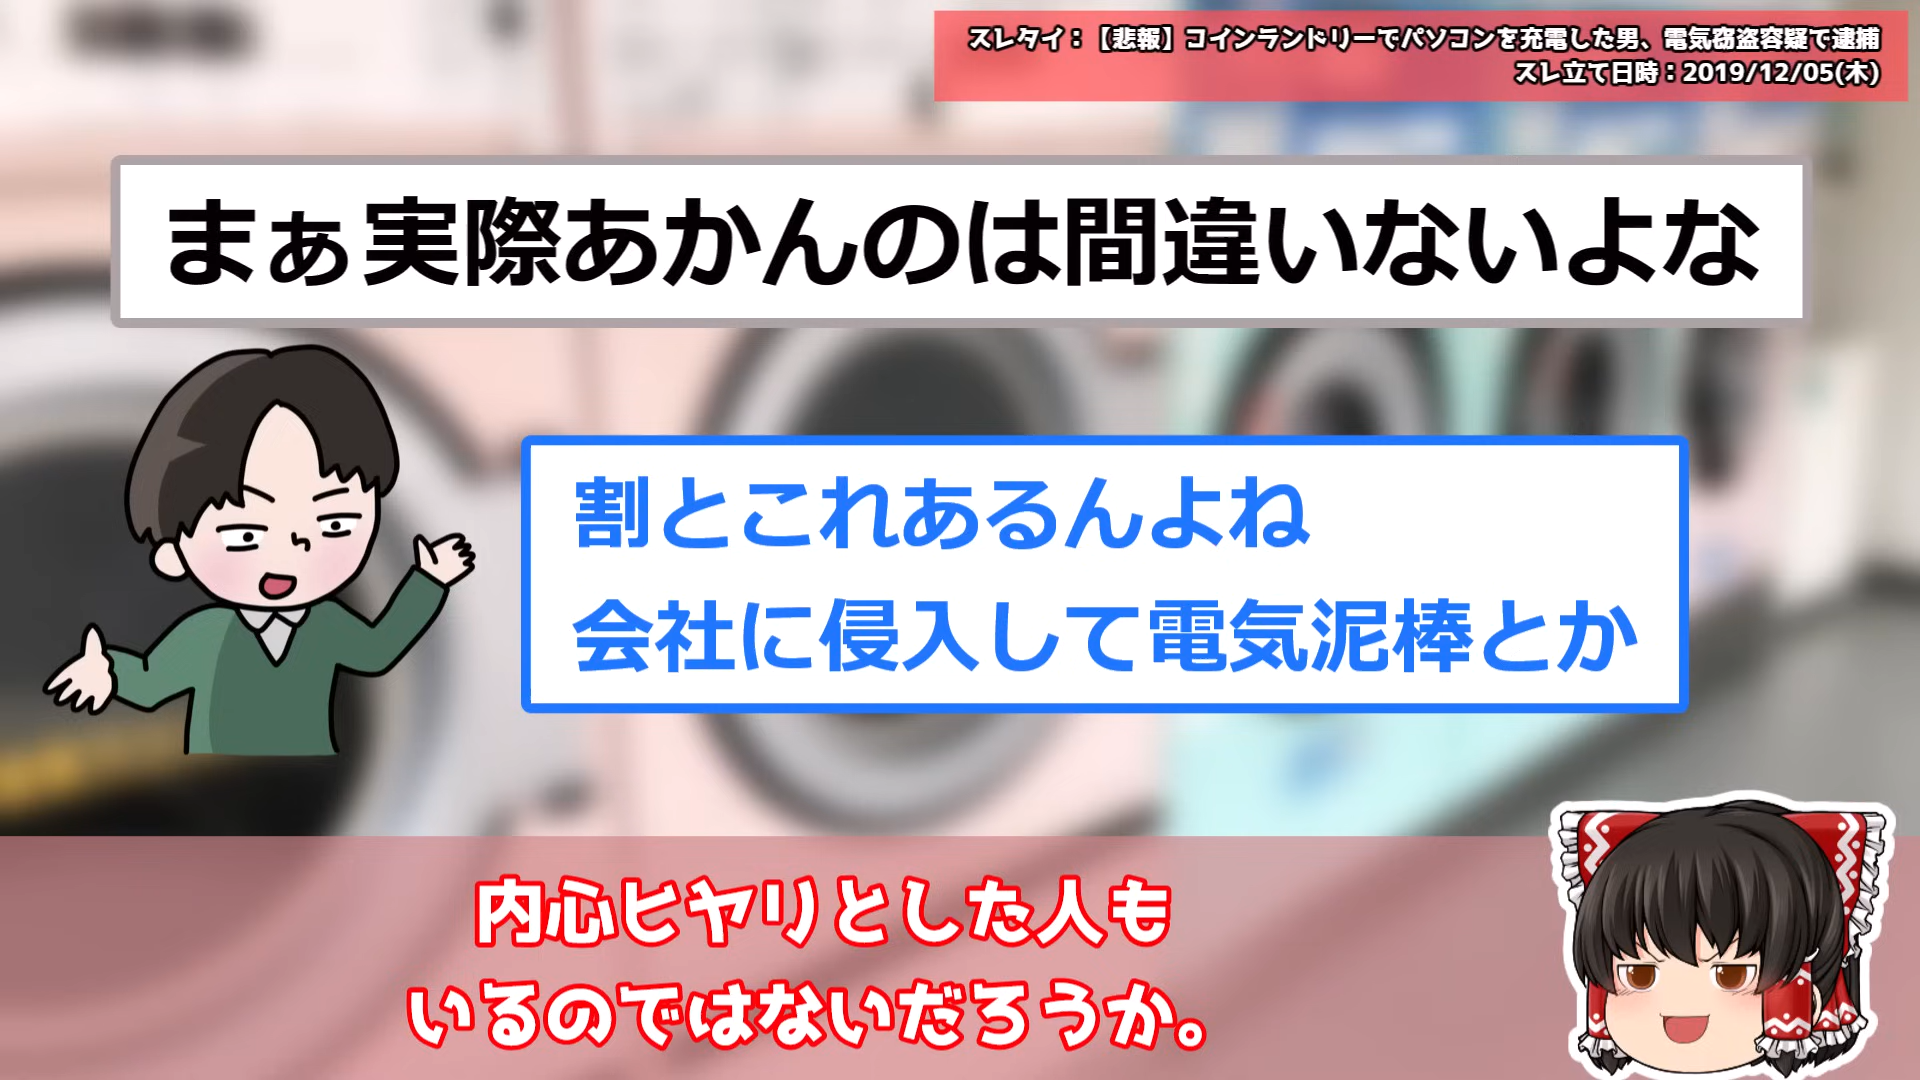 スレタイ：【悲報】コインランドリーでパソコンを充電した男、電気窃盗容疑で逮捕
スレ立て日時：2019/12/05(木)
まぁ実際あかんのは間違いないよな
割とこれあるんよね
会社に侵入して電気泥棒とか
内心ヒヤリとした人も
いるのではないだろうか。